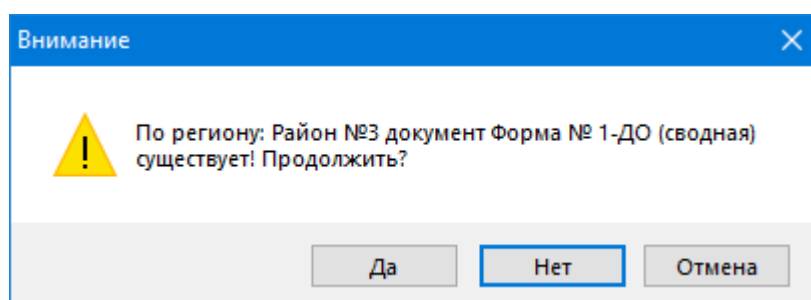 Внимание
По региону: Район №3 документ Форма № 1-ДО (сводная)
существует! Продолжить?
Да
Нет
Отмена